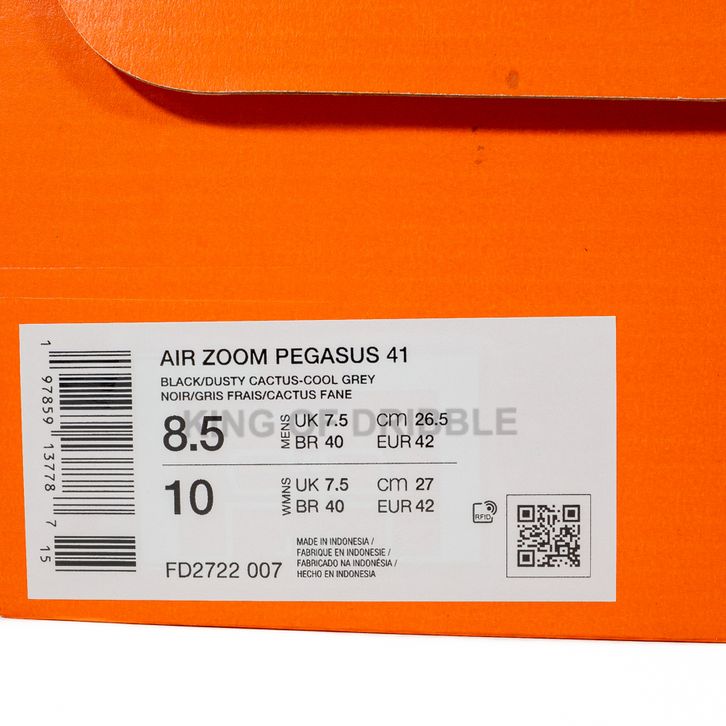 AIR ZOOM PEGASUS 41
BLACK/DUSTY CACTUS-COOL GREY
NOIR/GRIS FRAIS/CACTUS FANE
KING OF DRIBBLE
8.5 MENS UK 7.5 cm 26.5
BR 40 EUR 42
10 WMNS UK 7.5 cm 27
BR 40 EUR 42
RFID
FD2722 007
MADE IN INDONESIA /
FABRIQUE EN INDONESIE /
FABRICADO NA INDONÉSIA /
HECHO EN INDONESIA
1 97859 13778 7 15